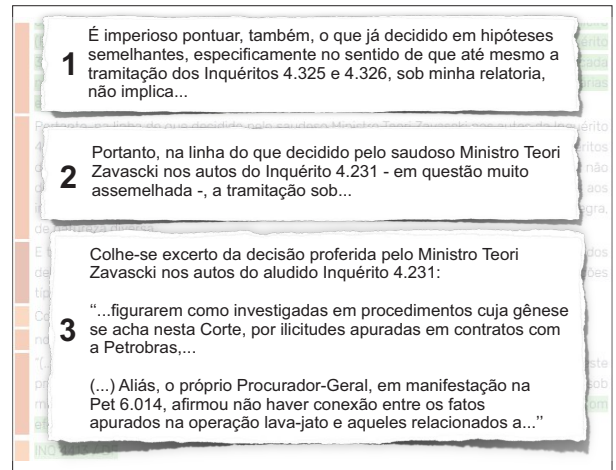 É imperioso pontuar, também, o que já decidido em hipóteses
1 semelhantes, especificamente no sentido de que até mesmo a
tramitação dos Inquéritos 4.325 e 4.326, sob minha relatoria,
não implica...
2 Portanto, na linha do que decidido pelo saudoso Ministro Teori
Zavascki nos autos do Inquérito 4.231 - em questão muito
assemelhada -, a tramitação sob...
Colhe-se excerto da decisão proferida pelo Ministro Teori
Zavascki nos autos do aludido Inquérito 4.231:
3 “...figurarem como investigadas em procedimentos cuja gênese
se acha nesta Corte, por ilicitudes apuradas em contratos com
a Petrobras,...
(...) Aliás, o próprio Procurador-Geral, em manifestação na
Pet 6.014, afirmou não haver conexão entre os fatos
apurados na operação lava-jato e aqueles relacionados a...’’